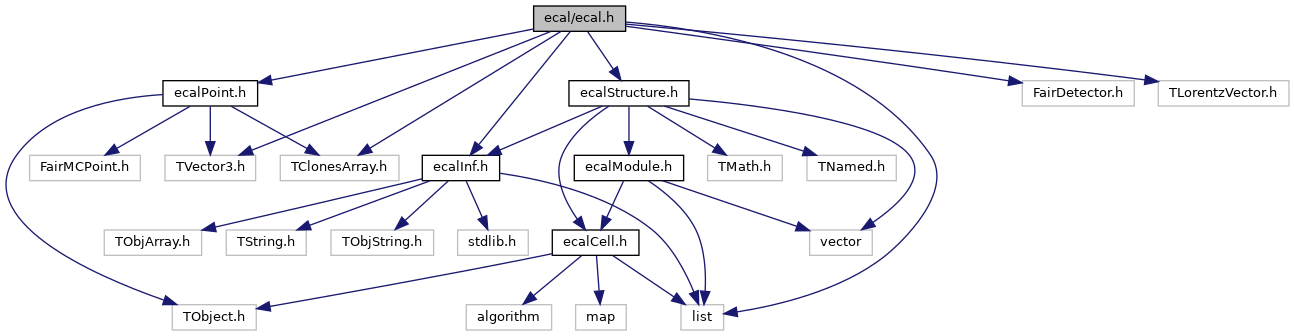 ecal/ecal.h
ecalPoint.h
ecalStructure.h
FairDetector.h
TLorentzVector.h
FairMCPoint.h
TVector3.h
TClonesArray.h
ecalInf.h
ecalModule.h
TMath.h
TNamed.h
TObjArray.h
TString.h
TObjString.h
stdlib.h
ecalCell.h
vector
TObject.h
algorithm
map
list